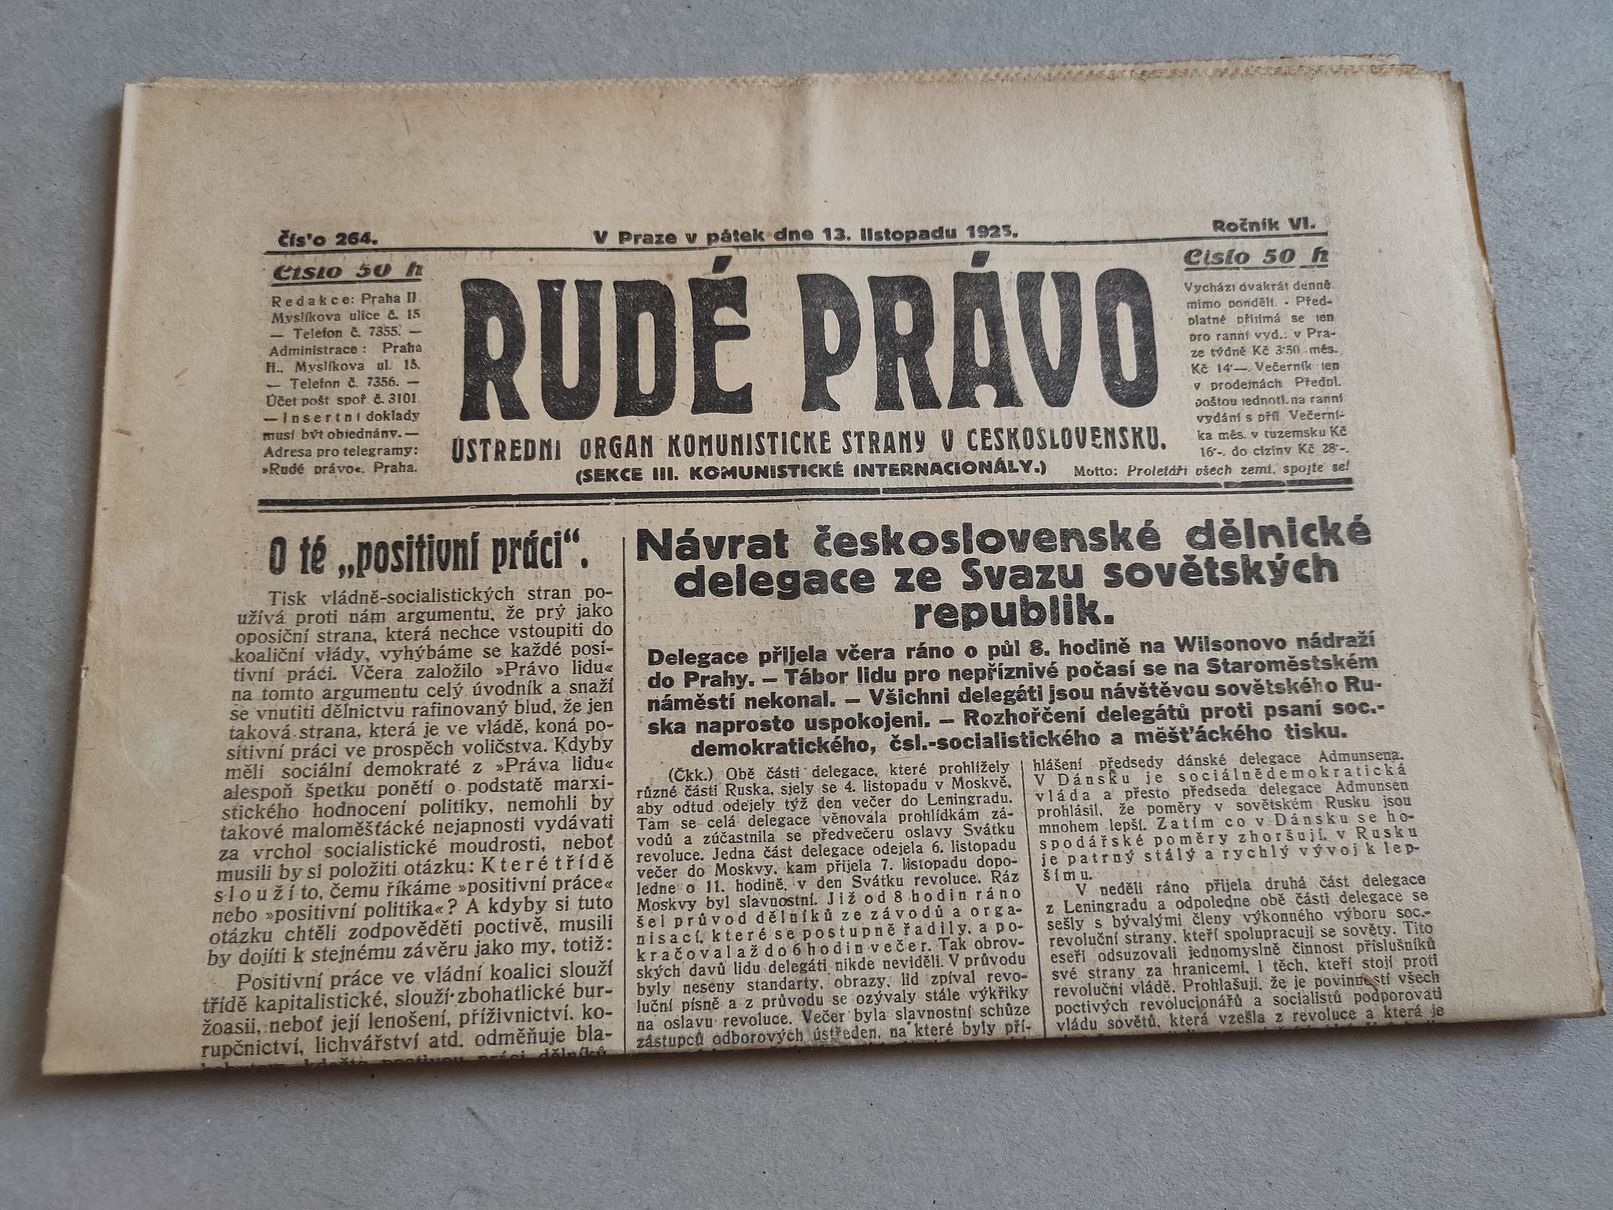 Čís'o 264.
V Praze v pátek dne 13. listopadu 1925.
Ročník VI.
Číslo 50 h
Redakce: Praha II
Myslíkova ulice č. 15
— Telefon č. 7355. —
Administrace: Praha
II., Myslíkova ul. 15.
— Telefon č. 7356. —
Účet pošt spoř č. 3101
— Insertní doklady
musí být objednány. —
Adresa pro telegramy:
»Rudé právo«. Praha.
RUDÉ PRÁVO
ÚSTŘEDNÍ ORGÁN KOMUNISTICKÉ STRANY V ČESKOSLOVENSKU.
(SEKCE III. KOMUNISTICKÉ INTERNACIONÁLY.)
Motto: Proletáři všech zemí, spojte se!
Číslo 50 h
Vychází dvakrát denně
mimo pondělí. - Před-
platné přijímá se jen
pro ranní vyd.: v Pra-
ze týdně Kč 3·50 měs.
Kč 14—. Večerník jen
v prodejnách Předpl.
poštou jednotl. na ranní
vydání s příl. Večerní-
ka měs. v tuzemsku Kč
16-, do ciziny Kč 28-.
O té „positivní práci“.
Tisk vládně-socialistických stran po-
užívá proti nám argumentu, že prý jako
oposiční strana, která nechce vstoupiti do
koaliční vlády, vyhýbáme se každé posi-
tivní práci. Včera založilo »Právo lidu«
na tomto argumentu celý úvodník a snaží
se vnutiti dělnictvu rafinovaný blud, že jen
taková strana, která je ve vládě, koná po-
sitivní práci ve prospěch voličstva. Kdyby
měli sociální demokraté z »Práva lidu«
alespoň špetku ponětí o podstatě marxi-
stického hodnocení politiky, nemohli by
takové maloměšťácké nejapnosti vydávati
za vrchol socialistické moudrosti, neboť
musili by si položiti otázku: Které třídě
slouží to, čemu říkáme »positivní práce«
nebo »positivní politika«? A kdyby si tuto
otázku chtěli zodpověděti poctivě, musili
by dojíti k stejnému závěru jako my, totiž:
Positivní práce ve vládní koalici slouží
třídě kapitalistické, slouží zbohatlické bur-
žoasii, neboť její lenošení, příživnictví, ko-
rupčnictví, lichvářství atd. odměňuje bla-
Návrat československé dělnické
delegace ze Svazu sovětských
republik.
Delegace přijela včera ráno o půl 8. hodině na Wilsonovo nádraží
do Prahy. — Tábor lidu pro nepříznivé počasí se na Staroměstském
náměstí nekonal. — Všichni delegáti jsou návštěvou sovětského Ru-
ska naprosto uspokojeni. — Rozhořčení delegátů proti psaní soc.-
demokratického, čsl.-socialistického a měšťáckého tisku.
(Čkk.) Obě části delegace, které prohlížely
různé části Ruska, sjely se 4. listopadu v Moskvě,
aby odtud odejely týž den večer do Leningradu.
Tam se celá delegace věnovala prohlídkám zá-
vodů a zúčastnila se předvečeru oslavy Svátku
revoluce. Jedna část delegace odejela 6. listopadu
večer do Moskvy, kam přijela 7. listopadu dopo-
ledne o 11. hodině, v den Svátku revoluce. Ráz
Moskvy byl slavnostní. Již od 8 hodin ráno
šel průvod dělníků ze závodů a orga-
nisací, které se postupně řadily, a po-
kračoval až do 6 hodin večer. Tak obrov-
ských davů lidu delegáti nikde neviděli. V průvodu
byly neseny standarty, obrazy, lid zpíval revo-
luční písně a z průvodu se ozývaly stále výkřiky
na oslavu revoluce. Večer byla slavnostní schůze
zástupců odborových ústředen, na které byly při-
hlášení předsedy dánské delegace Admunsena.
V Dánsku je sociálnědemokratická
vláda a přesto předseda delegace Admunsen
prohlásil, že poměry v sovětském Rusku jsou
mnohem lepší. Zatím co v Dánsku se ho-
spodářské poměry zhoršují, v Rusku
je patrný stálý a rychlý vývoj k lep-
šímu.
V neděli ráno přijela druhá část delegace
z Leningradu a odpoledne obě části delegace se
sešly s bývalými členy výkonného výboru soc.-
revoluční strany, kteří spolupracují se sověty. Tito
eseři odsuzovali jednomyslně činnost příslušníků
své strany za hranicemi, i těch, kteří stojí proti
revoluční vládě. Prohlašují, že je povinností všech
poctivých revolucionářů a socialistů podporovati
vládu sovětů, která vzešla z revoluce a která je